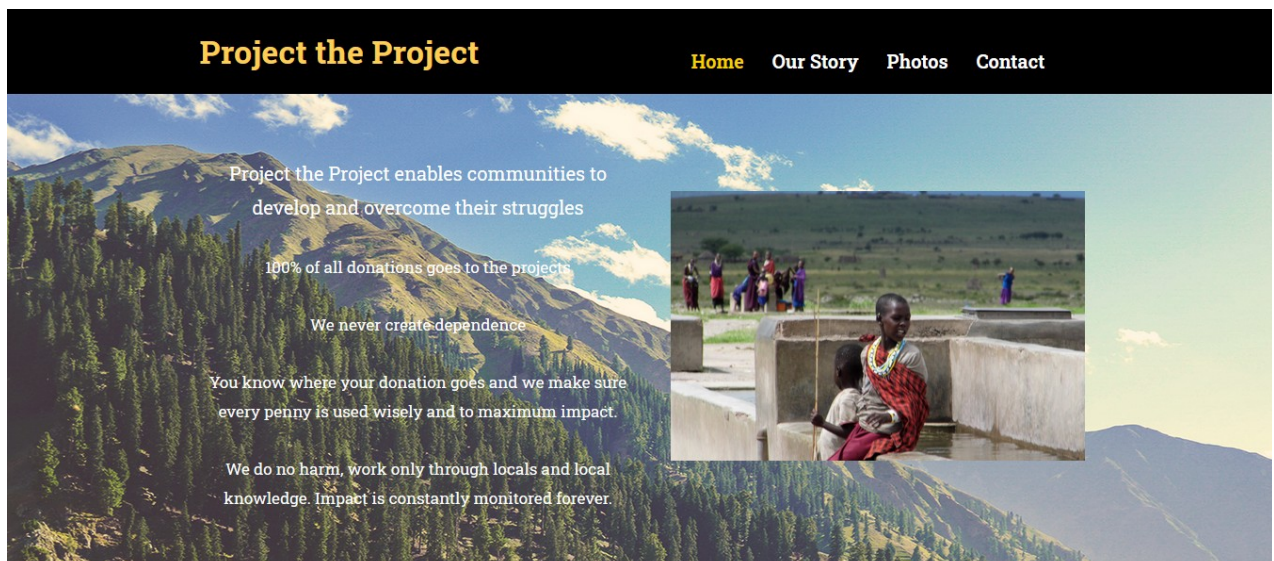 Project the Project
Home Our Story Photos Contact
Project the Project enables communities to
develop and overcome their struggles
100% of all donations goes to the projects.
We never create dependence
You know where your donation goes and we make sure
every penny is used wisely and to maximum impact.
We do no harm, work only through locals and local
knowledge. Impact is constantly monitored forever.